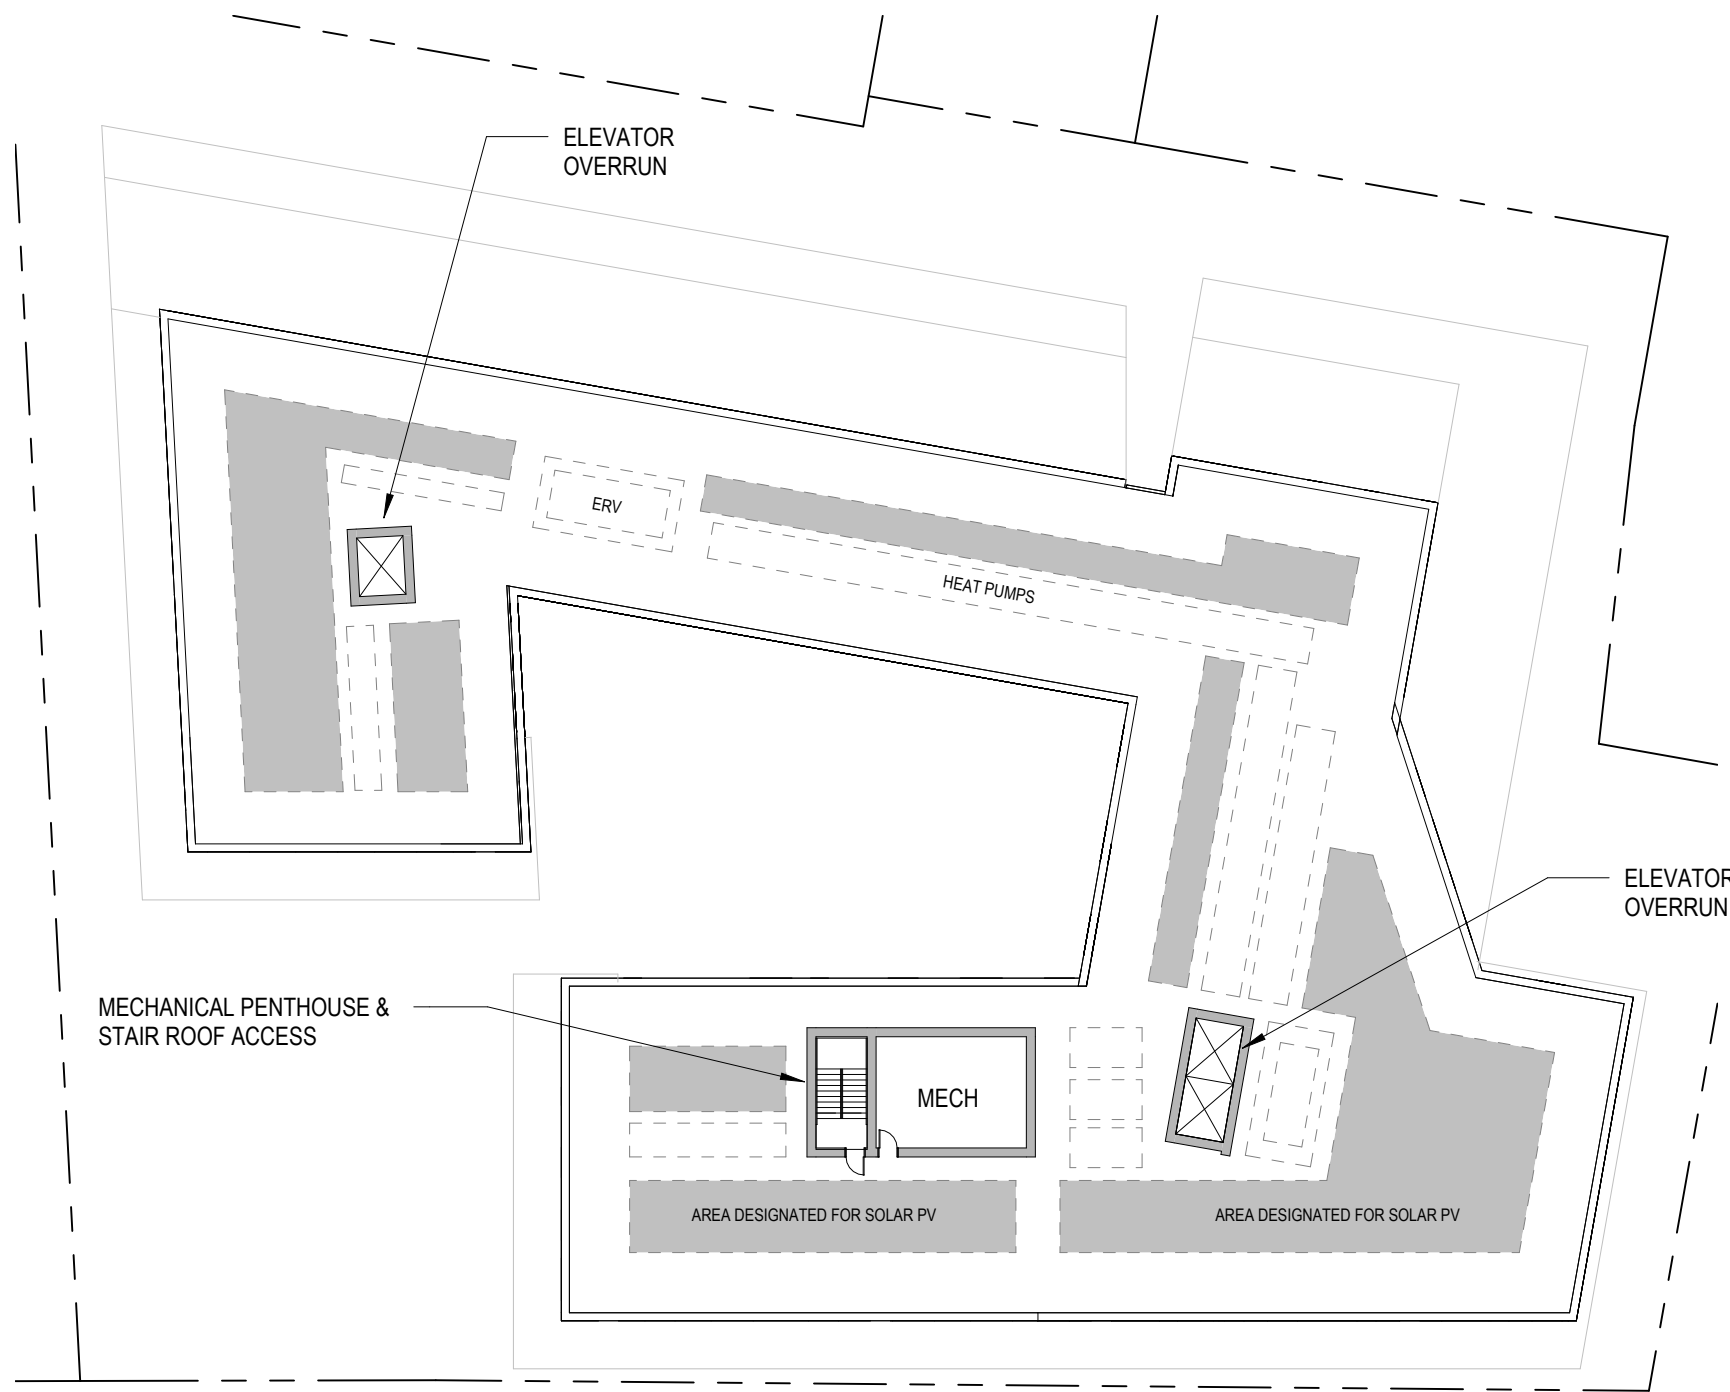 ELEVATOR
OVERRUN
ERV
HEAT PUMPS
ELEVATOR
OVERRUN
MECHANICAL PENTHOUSE &
STAIR ROOF ACCESS
MECH
AREA DESIGNATED FOR SOLAR PV
AREA DESIGNATED FOR SOLAR PV